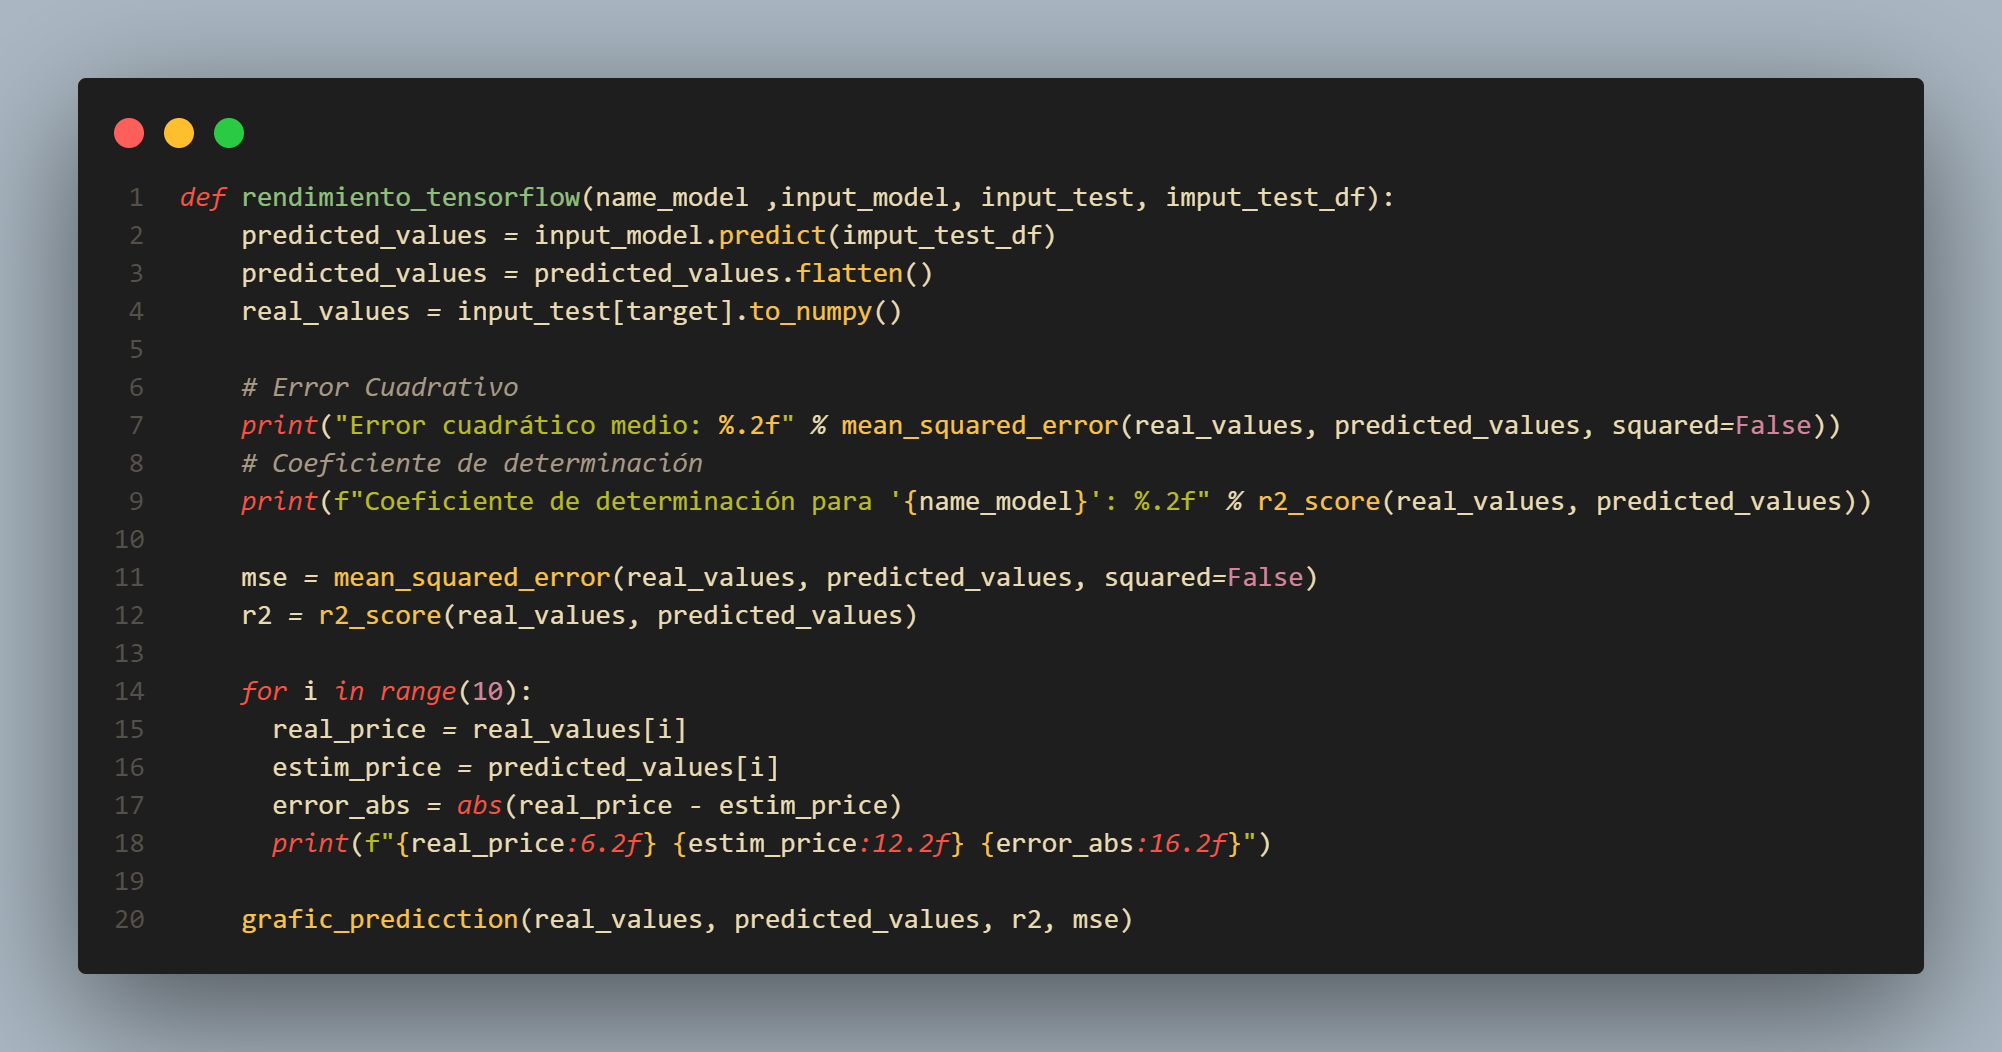 1 def rendimiento_tensorflow(name_model ,input_model, input_test, imput_test_df):
2     predicted_values = input_model.predict(imput_test_df)
3     predicted_values = predicted_values.flatten()
4     real_values = input_test[target].to_numpy()
5
6     # Error Cuadrativo
7     print("Error cuadrático medio: %.2f" % mean_squared_error(real_values, predicted_values, squared=False))
8     # Coeficiente de determinación
9     print(f"Coeficiente de determinación para '{name_model}': %.2f" % r2_score(real_values, predicted_values))
10
11     mse = mean_squared_error(real_values, predicted_values, squared=False)
12     r2 = r2_score(real_values, predicted_values)
13
14     for i in range(10):
15       real_price = real_values[i]
16       estim_price = predicted_values[i]
17       error_abs = abs(real_price - estim_price)
18       print(f"{real_price:6.2f} {estim_price:12.2f} {error_abs:16.2f}")
19
20     grafic_predicction(real_values, predicted_values, r2, mse)